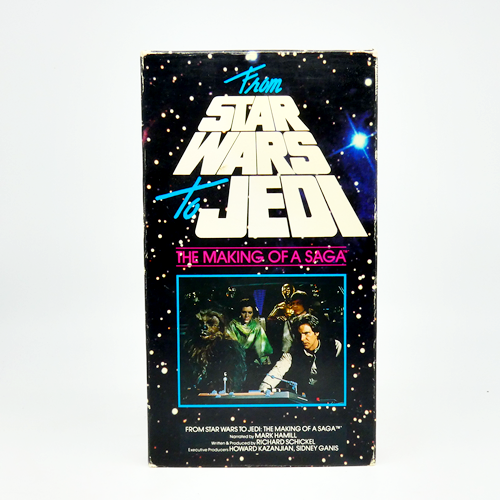 From
STAR
WARS
To JEDI
THE MAKING OF A SAGA™
FROM STAR WARS TO JEDI: THE MAKING OF A SAGA™
Narrated by MARK HAMILL
Written & Produced by RICHARD SCHICKEL
Executive Producers HOWARD KAZANJIAN, SIDNEY GANIS